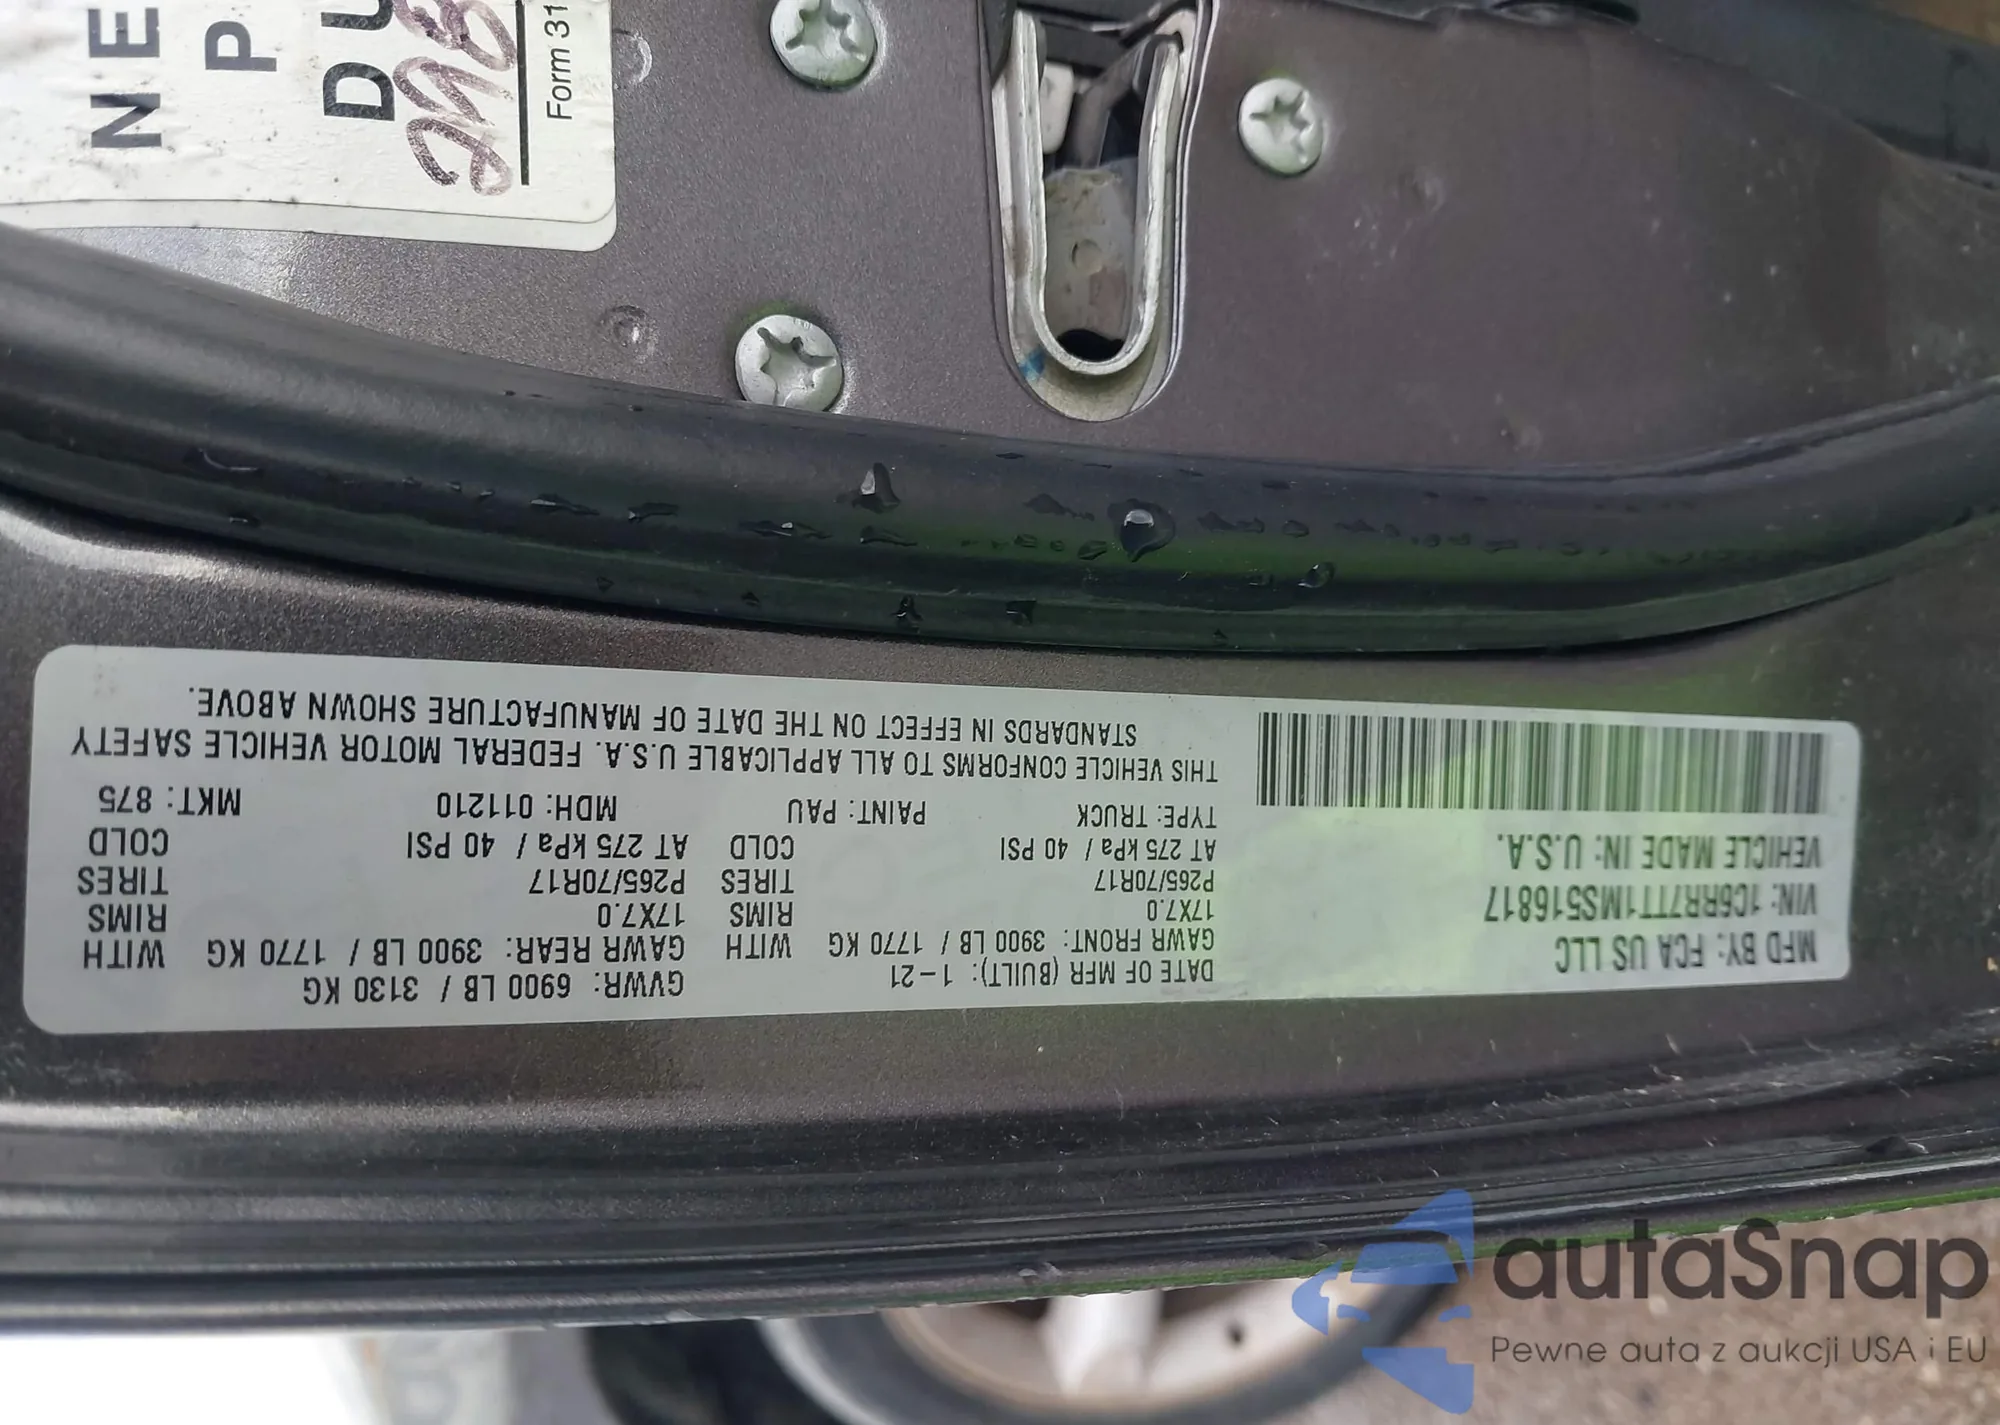 MFD BY: FCA US LLC
VIN: 1C6RR7TT1MS516817
VEHICLE MADE IN: U.S.A.
DATE OF MFR (BUILT): 1-21 GVWR: 6900 LB / 3130 KG
GAWR FRONT: 3900 LB / 1770 KG WITH GAWR REAR: 3900 LB / 1770 KG WITH
17X7.0 RIMS 17X7.0 RIMS
P265/70R17 TIRES P265/70R17 TIRES
AT 275 kPa / 40 PSI COLD AT 275 kPa / 40 PSI COLD
TYPE: TRUCK PAINT: PAU MDH: 011210 MKT: 875
THIS VEHICLE CONFORMS TO ALL APPLICABLE U.S.A. FEDERAL MOTOR VEHICLE SAFETY
STANDARDS IN EFFECT ON THE DATE OF MANUFACTURE SHOWN ABOVE.
NE
P
DU
Form 31
autaSnap
Pewne auta z aukcji USA i EU